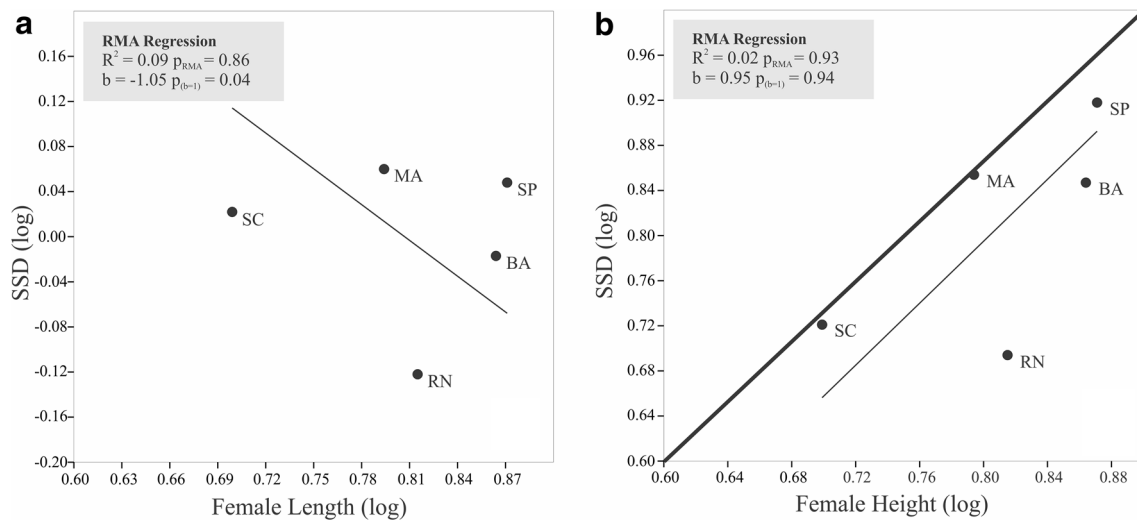 a
RMA Regression
R² = 0.09 p_RMA = 0.86
b = -1.05 p_(b=1) = 0.04
0.16
0.12
0.08
0.04
0.00
-0.04
-0.08
-0.12
-0.16
-0.20
SSD (log)
MA
SP
SC
BA
RN
0.60 0.63 0.66 0.69 0.72 0.75 0.78 0.81 0.84 0.87
Female Length (log)
b
RMA Regression
R² = 0.02 p_RMA = 0.93
b = 0.95 p_(b=1) = 0.94
0.96
0.92
0.88
0.84
0.80
0.76
0.72
0.68
0.64
0.60
SSD (log)
SP
MA
BA
SC
RN
0.60 0.64 0.68 0.72 0.76 0.80 0.84 0.88
Female Height (log)